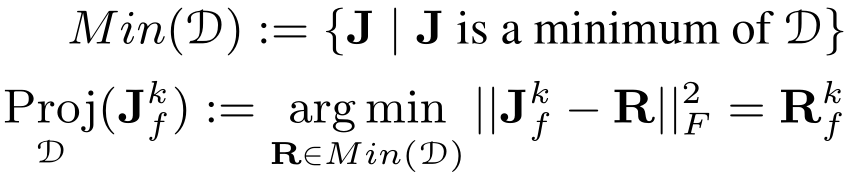 Min(𝒟) := {𝐉 | 𝐉 is a minimum of 𝒟}
Proj_𝒟(𝐉_f^k) := arg min_{𝐑∈Min(𝒟)} ||𝐉_f^k − 𝐑||_F^2 = 𝐑_f^k